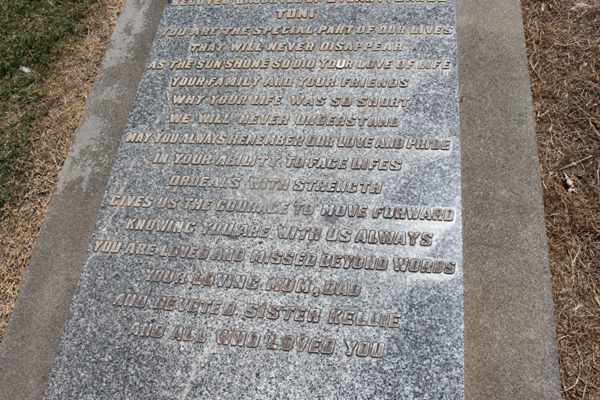 BELOVED
TONI
YOU ARE THE SPECIAL PART OF OUR LIVES
THAT WILL NEVER DISAPPEAR
AS THE SUN SHONE SO DID YOUR LOVE OF LIFE
YOUR FAMILY AND YOUR FRIENDS
WHY YOUR LIFE WAS SO SHORT
WE WILL NEVER UNDERSTAND
MAY YOU ALWAYS REMEMBER OUR LOVE AND PRIDE
IN YOUR ABILITY TO FACE LIFES
ORDEALS WITH STRENGTH
GIVES US THE COURAGE TO MOVE FORWARD
KNOWING YOU ARE WITH US ALWAYS
YOU ARE LOVED AND MISSED BEYOND WORDS
YOUR LOVING MUM, DAD
AND DEVOTED SISTER KELLIE
AND ALL WHO LOVED YOU